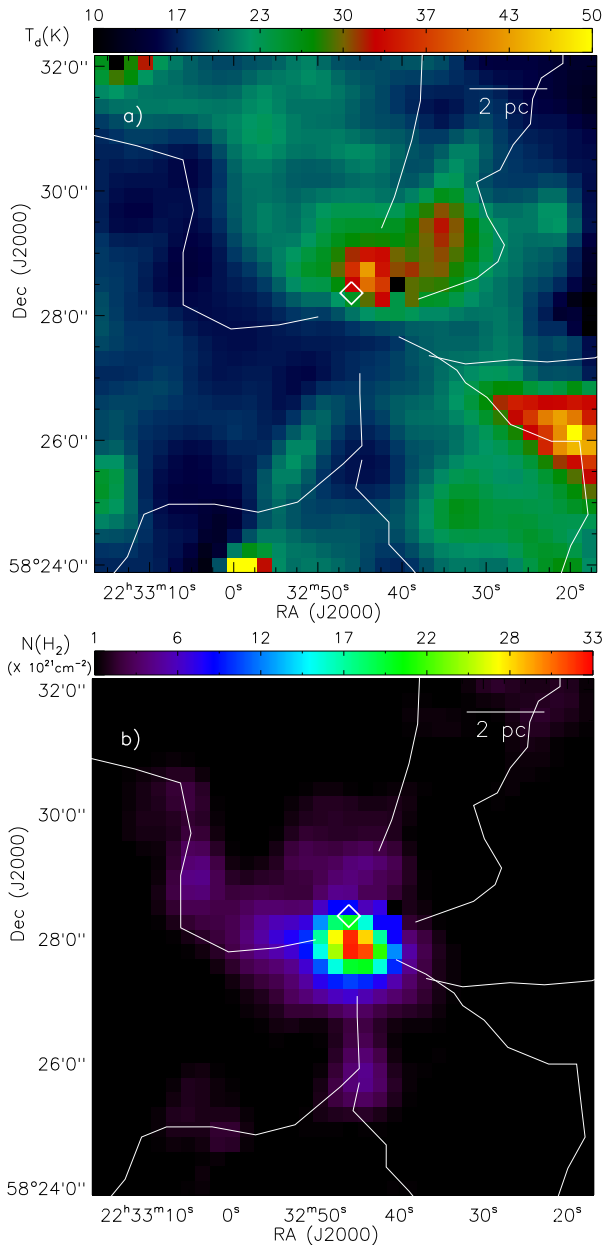 10 17 23 30 37 43 50
T_d(K)
32'0''
a)
2 pc
30'0''
Dec (J2000)
28'0''
26'0''
58°24'0''
22ʰ33ᵐ10ˢ 0ˢ 32ᵐ50ˢ 40ˢ 30ˢ 20ˢ
RA (J2000)
1 6 12 17 22 28 33
N(H₂)
(X 10²¹cm⁻²)
32'0''
b)
2 pc
30'0''
Dec (J2000)
28'0''
26'0''
58°24'0''
22ʰ33ᵐ10ˢ 0ˢ 32ᵐ50ˢ 40ˢ 30ˢ 20ˢ
RA (J2000)